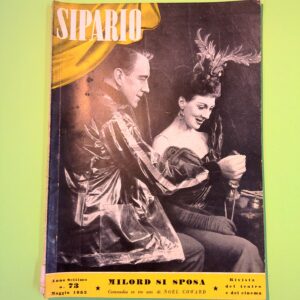 SIPARIO
Anno Settimo
n. 73
Maggio 1952
MILORD SI SPOSA
Commedia in tre atti di NOEL COWARD
Rivista
del teatro
e del cinema